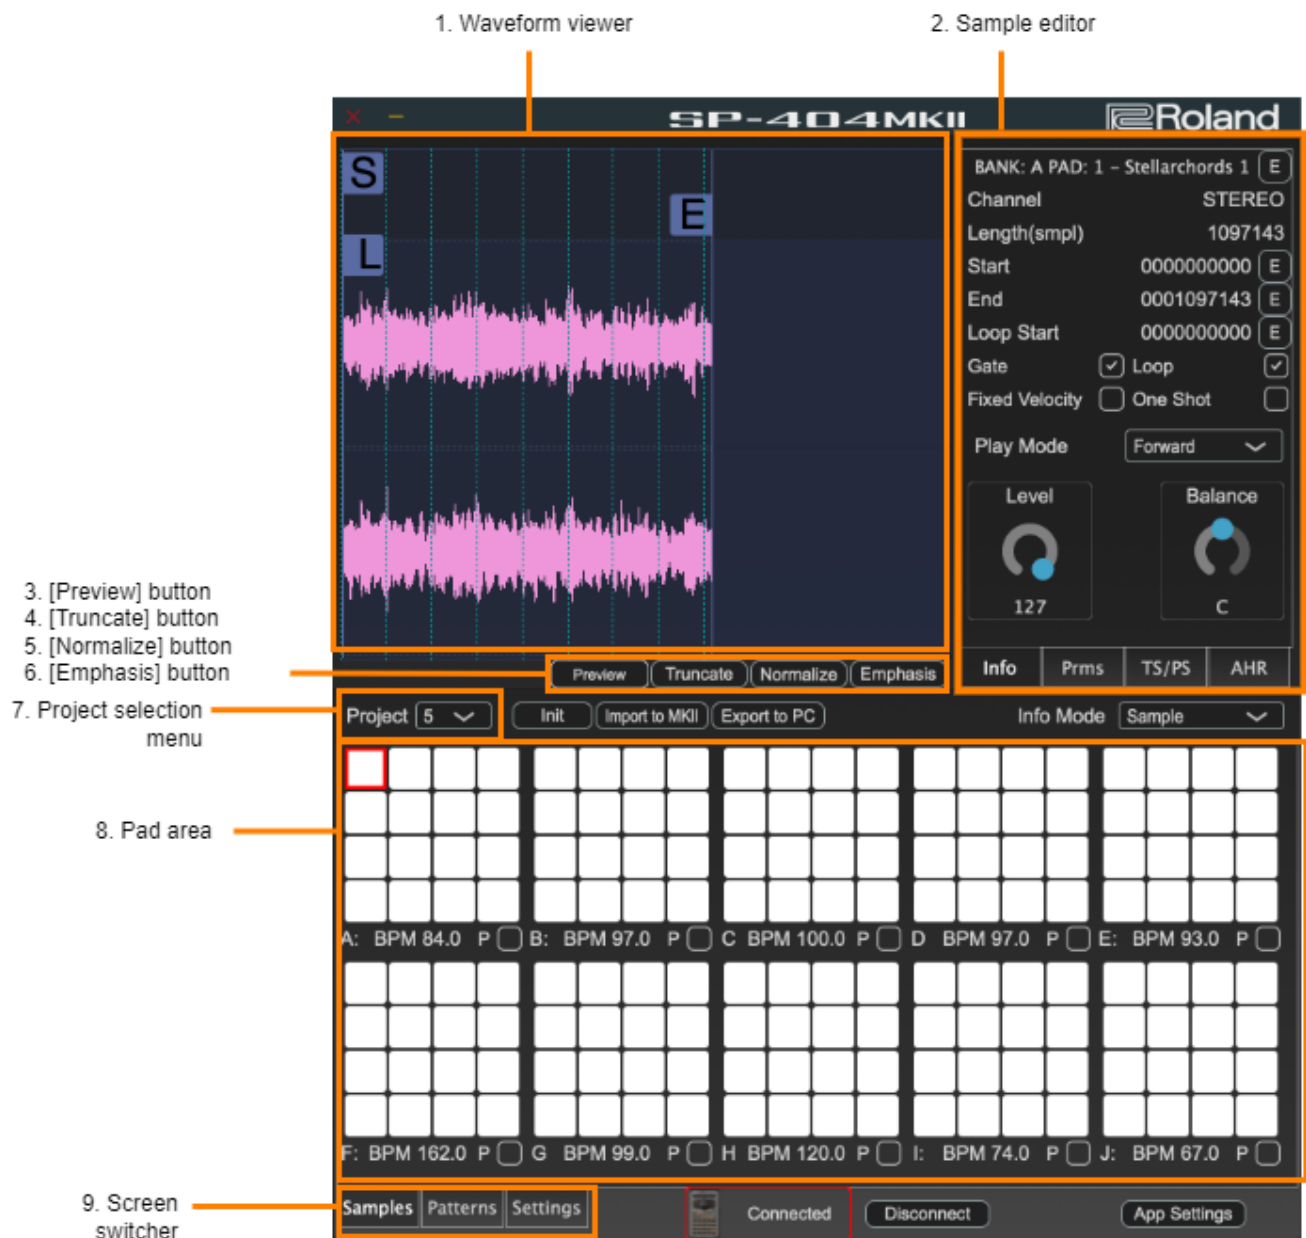 1. Waveform viewer
2. Sample editor
SP-404MKII
Roland
S
E
L
BANK: A PAD: 1 – Stellarchords 1 E
Channel STEREO
Length(smpl) 1097143
Start 0000000000 E
End 0001097143 E
Loop Start 0000000000 E
Gate Loop
Fixed Velocity One Shot
Play Mode Forward
Level Balance
127 C
Info Prms TS/PS AHR
3. [Preview] button
4. [Truncate] button
5. [Normalize] button
6. [Emphasis] button
Preview Truncate Normalize Emphasis
7. Project selection
menu
Project 5 Init Import to MKII Export to PC Info Mode Sample
8. Pad area
A: BPM 84.0 P B: BPM 97.0 P C BPM 100.0 P D BPM 97.0 P E: BPM 93.0 P
F: BPM 162.0 P G BPM 99.0 P H BPM 120.0 P I: BPM 74.0 P J: BPM 67.0 P
9. Screen
switcher
Samples Patterns Settings Connected Disconnect App Settings